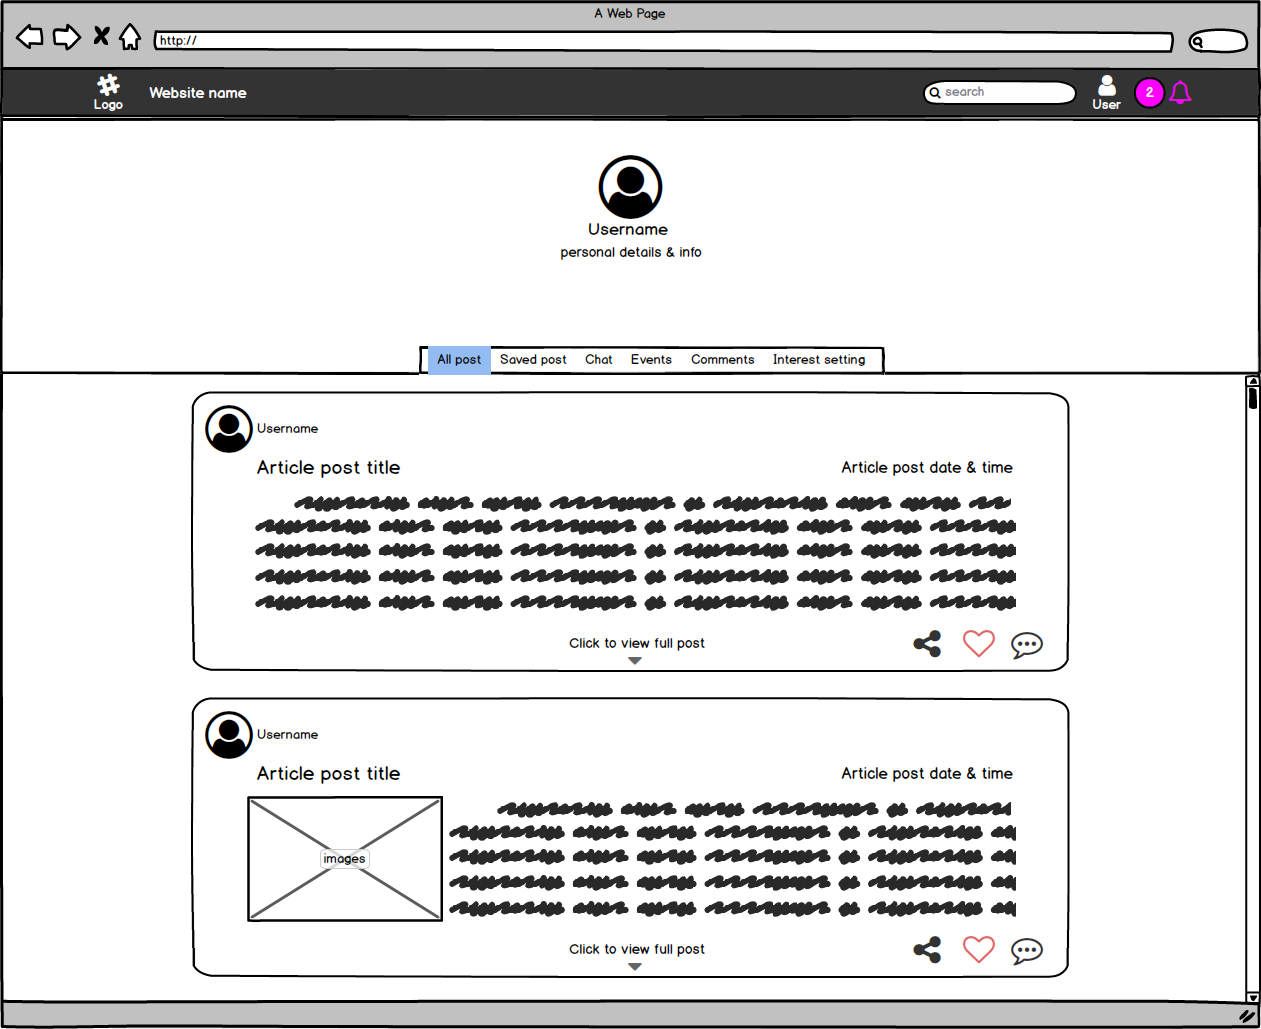 A Web Page
http://
Logo
Website name
search
User
2
Username
personal details & info
All post Saved post Chat Events Comments Interest setting
Username
Article post title
Article post date & time
Click to view full post
Username
Article post title
Article post date & time
images
Click to view full post